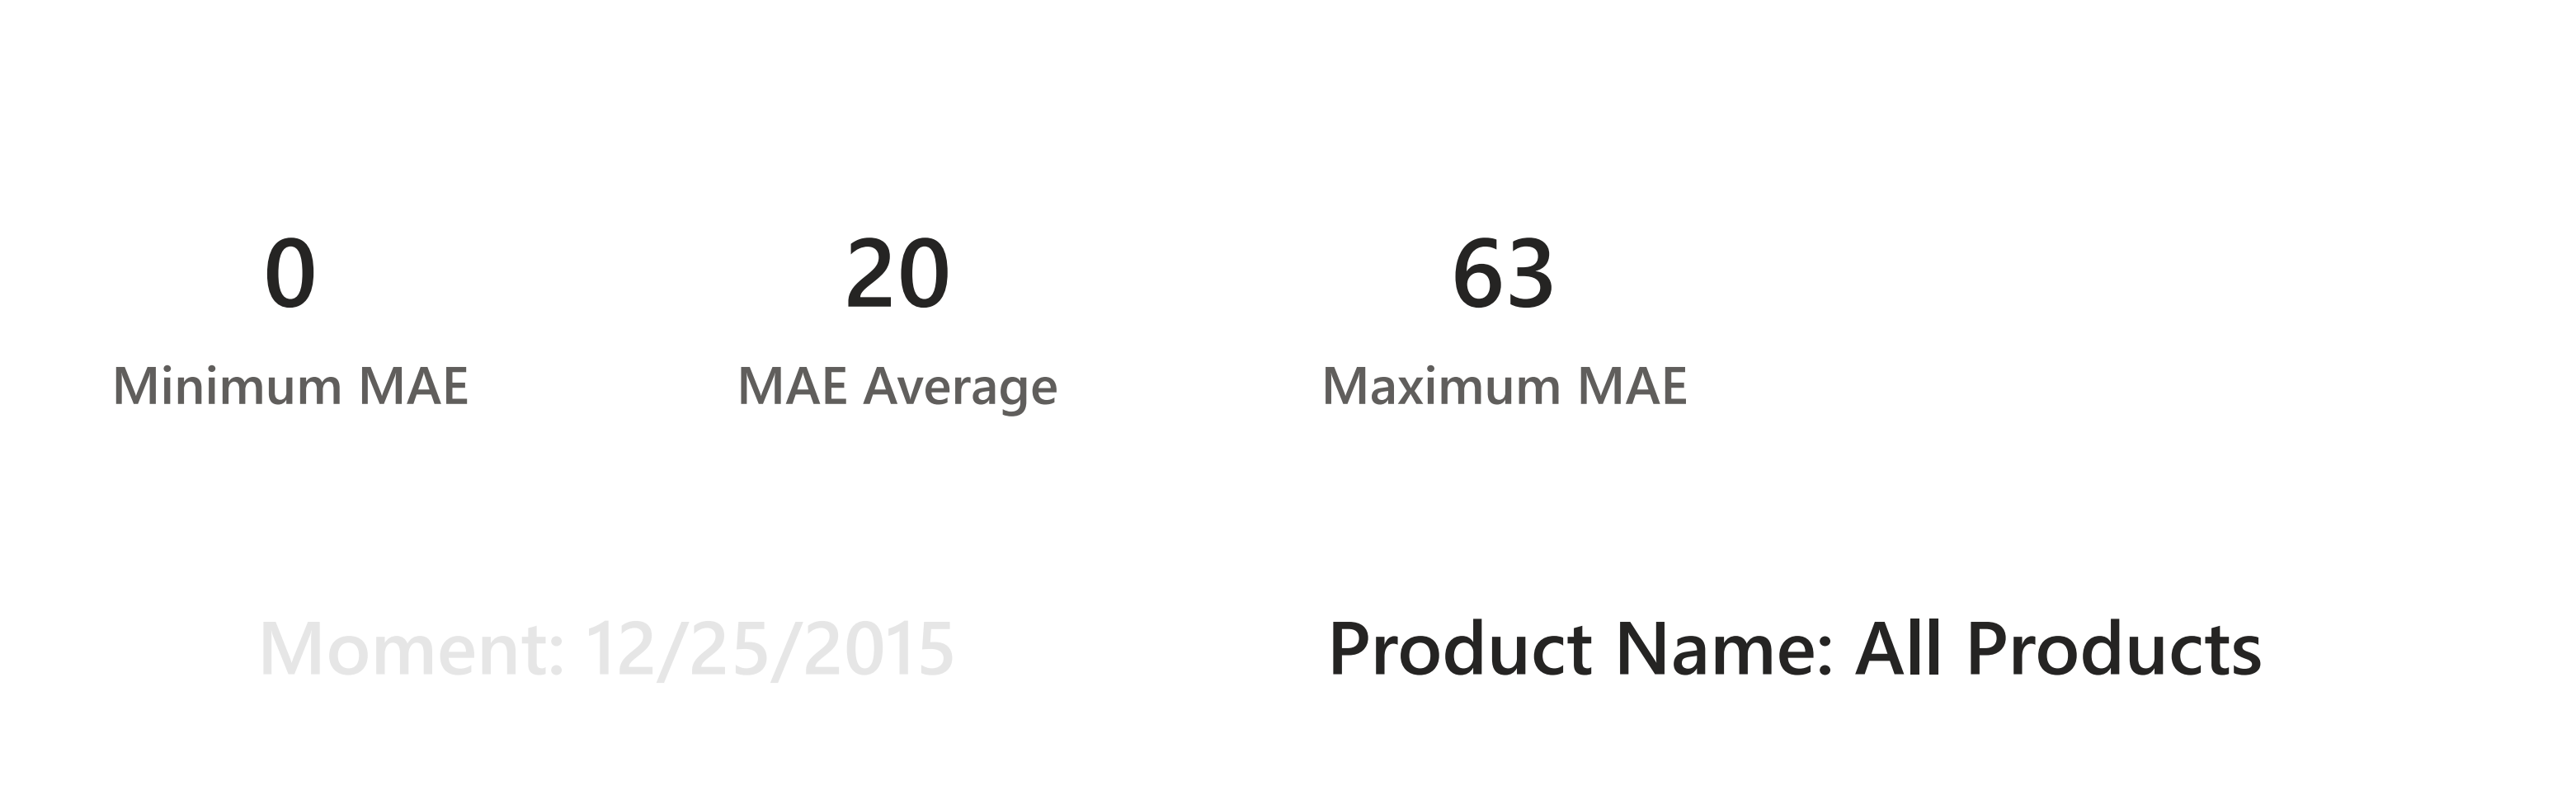 0
20
63
Minimum MAE
MAE Average
Maximum MAE
Moment: 12/25/2015
Product Name: All Products